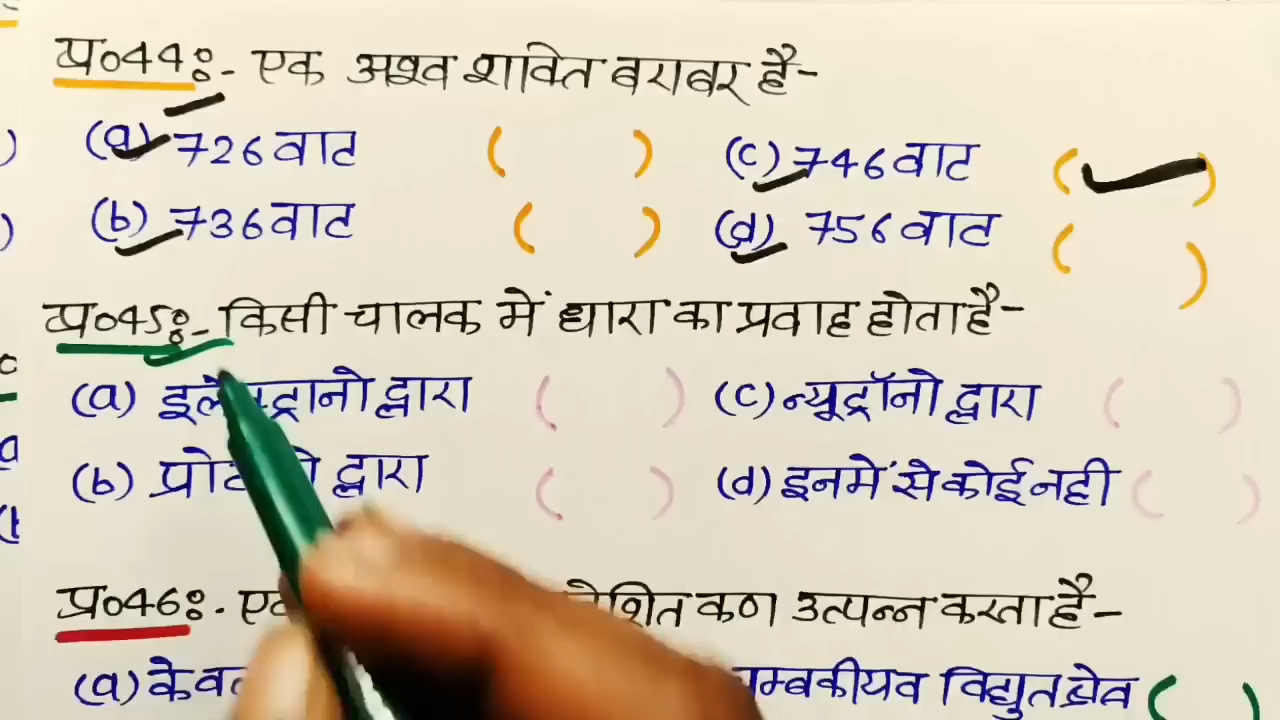 प्र०44:- एक अश्व शक्ति बराबर है-
(a) 726 वाट ( ) (c) 746 वाट ( )
(b) 736 वाट ( ) (d) 756 वाट ( )
प्र०45:- किसी चालक में धारा का प्रवाह होता है-
(a) द्वारा ( ) (c) न्यूट्रॉनो द्वारा ( )
(b) द्वारा ( ) (d) इनमें से कोई नही ( )
प्र०46:- कण उत्पन्न करता है-
(a) विद्युत ( )